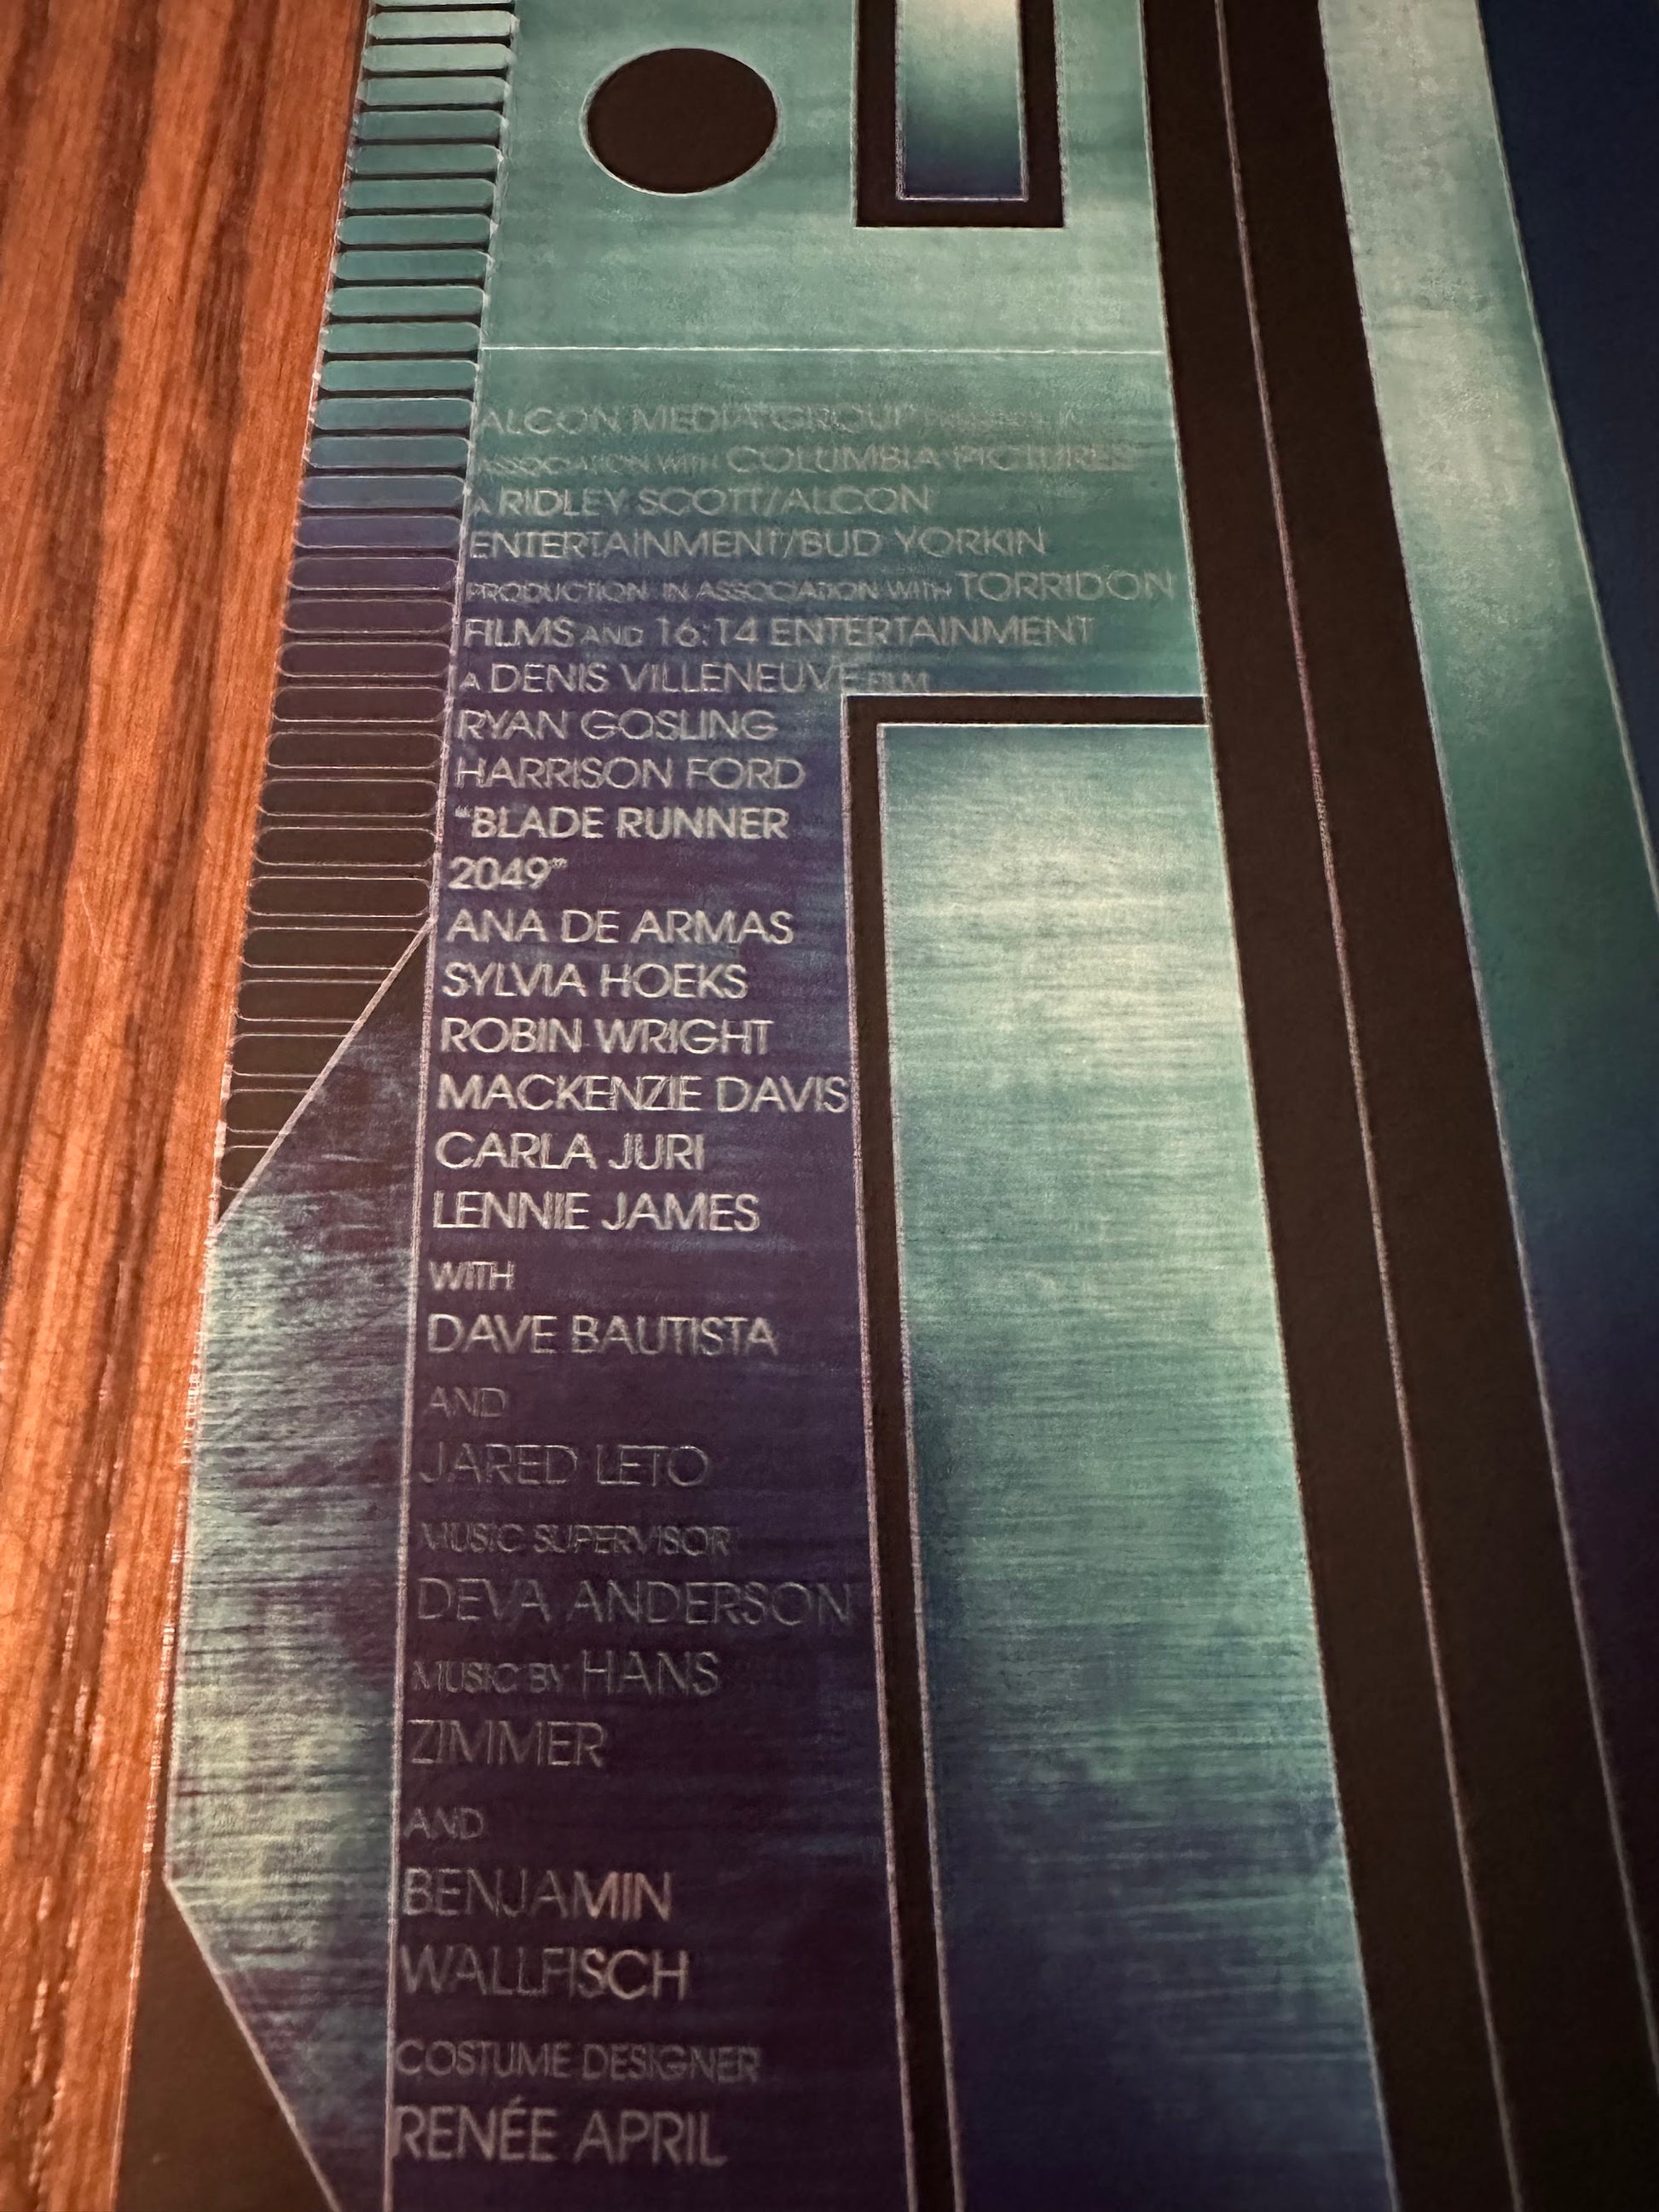 ALCON MEDIA GROUP PRESENTS IN
ASSOCIATION WITH COLUMBIA PICTURES
A RIDLEY SCOTT/ALCON
ENTERTAINMENT/BUD YORKIN
PRODUCTION IN ASSOCIATION WITH TORRIDON
FILMS AND 16:14 ENTERTAINMENT
A DENIS VILLENEUVE FILM
RYAN GOSLING
HARRISON FORD
“BLADE RUNNER
2049”
ANA DE ARMAS
SYLVIA HOEKS
ROBIN WRIGHT
MACKENZIE DAVIS
CARLA JURI
LENNIE JAMES
WITH
DAVE BAUTISTA
AND
JARED LETO
MUSIC SUPERVISOR
DEVA ANDERSON
MUSIC BY HANS
ZIMMER
AND
BENJAMIN
WALLFISCH
COSTUME DESIGNER
RENÉE APRIL